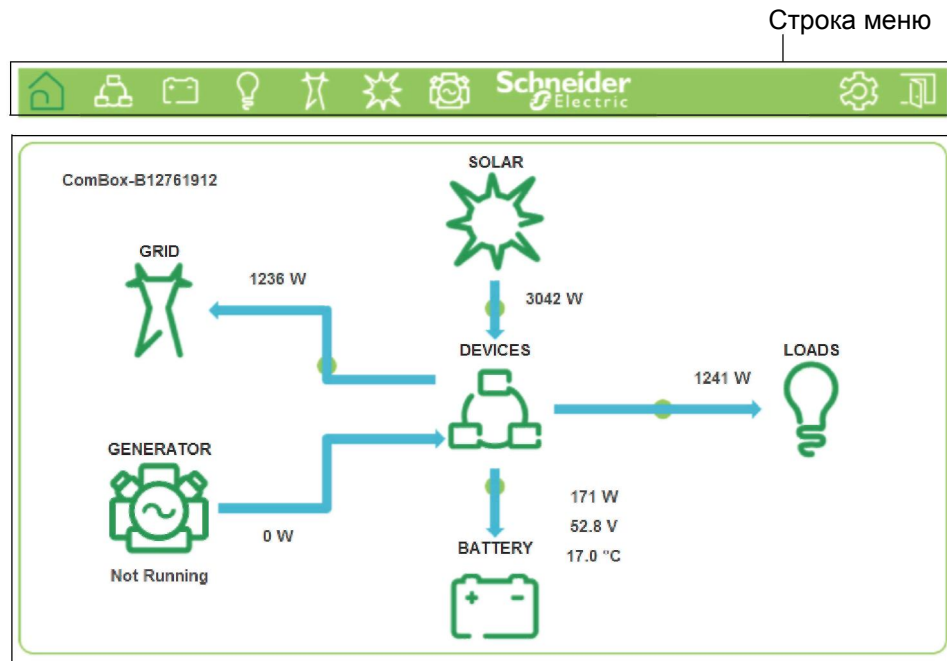 Строка меню
Schneider
Electric
ComBox-B12761912
SOLAR
GRID
1236 W
3042 W
DEVICES
LOADS
1241 W
GENERATOR
0 W
Not Running
171 W
52.8 V
17.0 °C
BATTERY